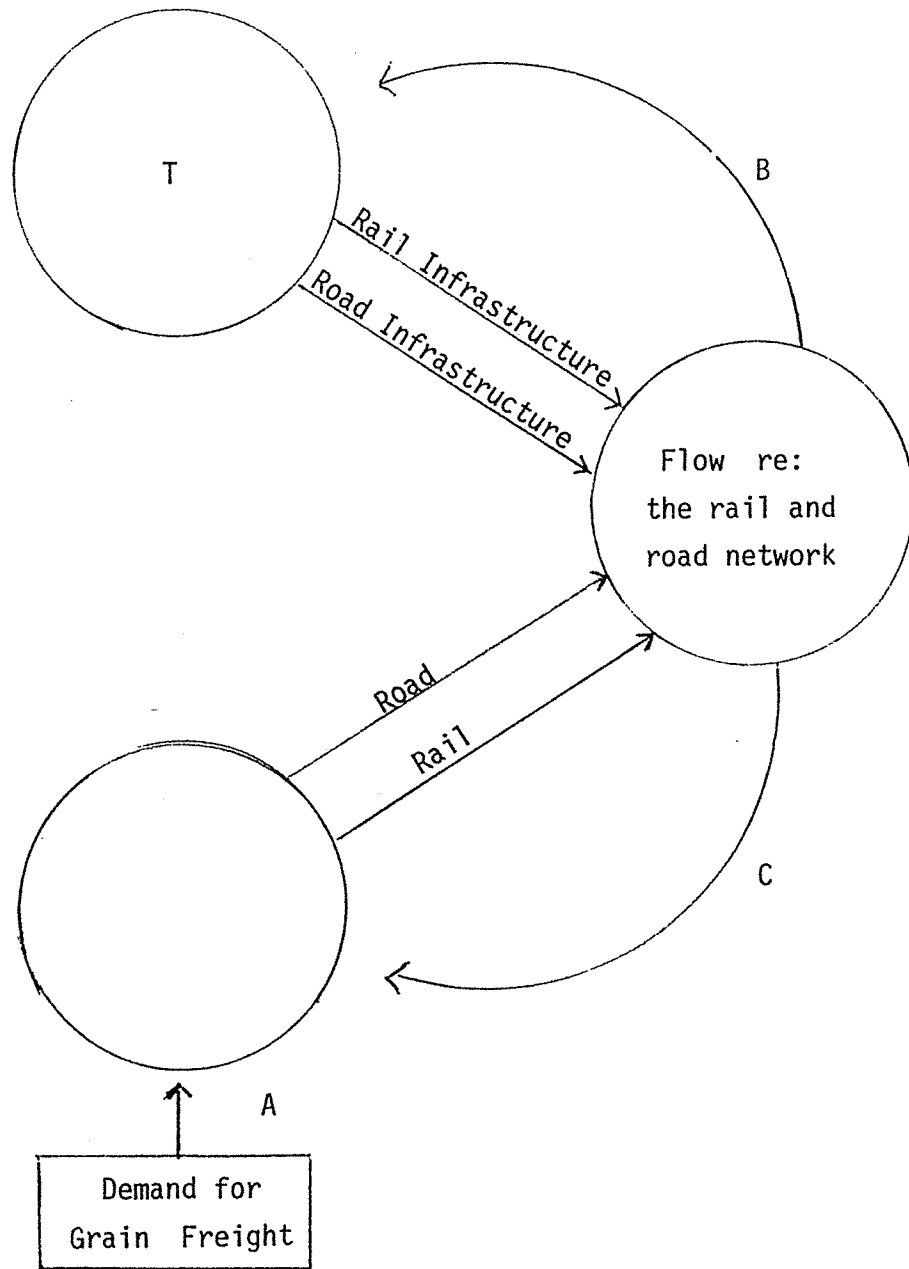 T
B
Rail Infrastructure
Road Infrastructure
Flow re:
the rail and
road network
Road
Rail
C
A
Demand for
Grain Freight